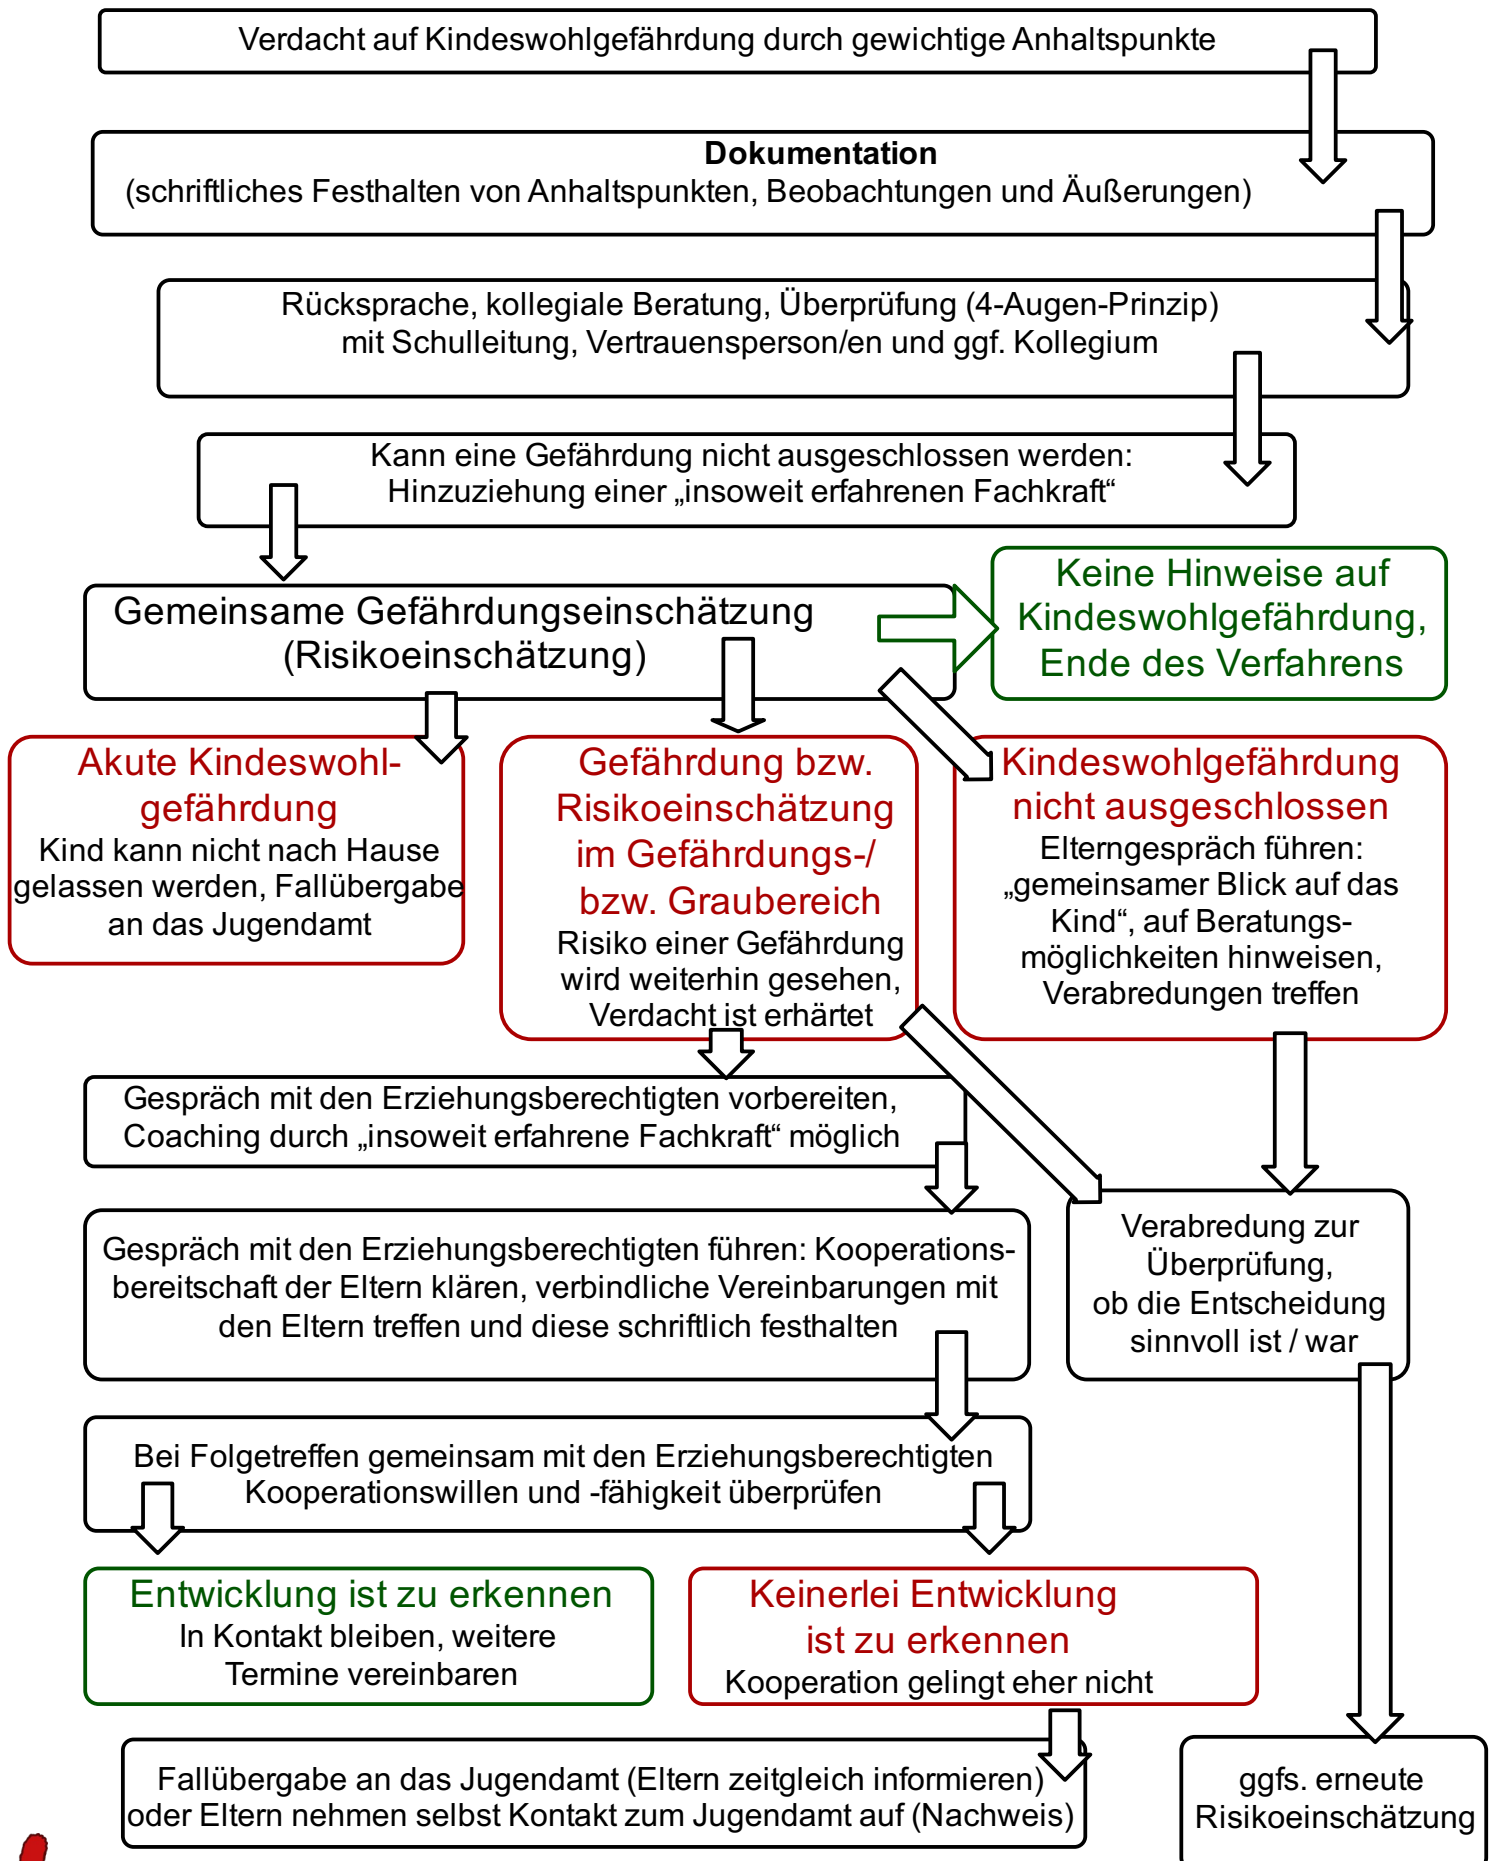 Verdacht auf Kindeswohlgefährdung durch gewichtige Anhaltspunkte
Dokumentation
(schriftliches Festhalten von Anhaltspunkten, Beobachtungen und Äußerungen)
Rücksprache, kollegiale Beratung, Überprüfung (4-Augen-Prinzip)
mit Schulleitung, Vertrauensperson/en und ggf. Kollegium
Kann eine Gefährdung nicht ausgeschlossen werden:
Hinzuziehung einer „insoweit erfahrenen Fachkraft“
Gemeinsame Gefährdungseinschätzung
(Risikoeinschätzung)
Keine Hinweise auf
Kindeswohlgefährdung,
Ende des Verfahrens
Akute Kindeswohl-
gefährdung
Kind kann nicht nach Hause
gelassen werden, Fallübergabe
an das Jugendamt
Gefährdung bzw.
Risikoeinschätzung
im Gefährdungs-/
bzw. Graubereich
Risiko einer Gefährdung
wird weiterhin gesehen,
Verdacht ist erhärtet
Kindeswohlgefährdung
nicht ausgeschlossen
Elterngespräch führen:
„gemeinsamer Blick auf das
Kind“, auf Beratungs-
möglichkeiten hinweisen,
Verabredungen treffen
Gespräch mit den Erziehungsberechtigten vorbereiten,
Coaching durch „insoweit erfahrene Fachkraft“ möglich
Gespräch mit den Erziehungsberechtigten führen: Kooperations-
bereitschaft der Eltern klären, verbindliche Vereinbarungen mit
den Eltern treffen und diese schriftlich festhalten
Verabredung zur
Überprüfung,
ob die Entscheidung
sinnvoll ist / war
Bei Folgetreffen gemeinsam mit den Erziehungsberechtigten
Kooperationswillen und -fähigkeit überprüfen
Entwicklung ist zu erkennen
In Kontakt bleiben, weitere
Termine vereinbaren
Keinerlei Entwicklung
ist zu erkennen
Kooperation gelingt eher nicht
Fallübergabe an das Jugendamt (Eltern zeitgleich informieren)
oder Eltern nehmen selbst Kontakt zum Jugendamt auf (Nachweis)
ggfs. erneute
Risikoeinschätzung